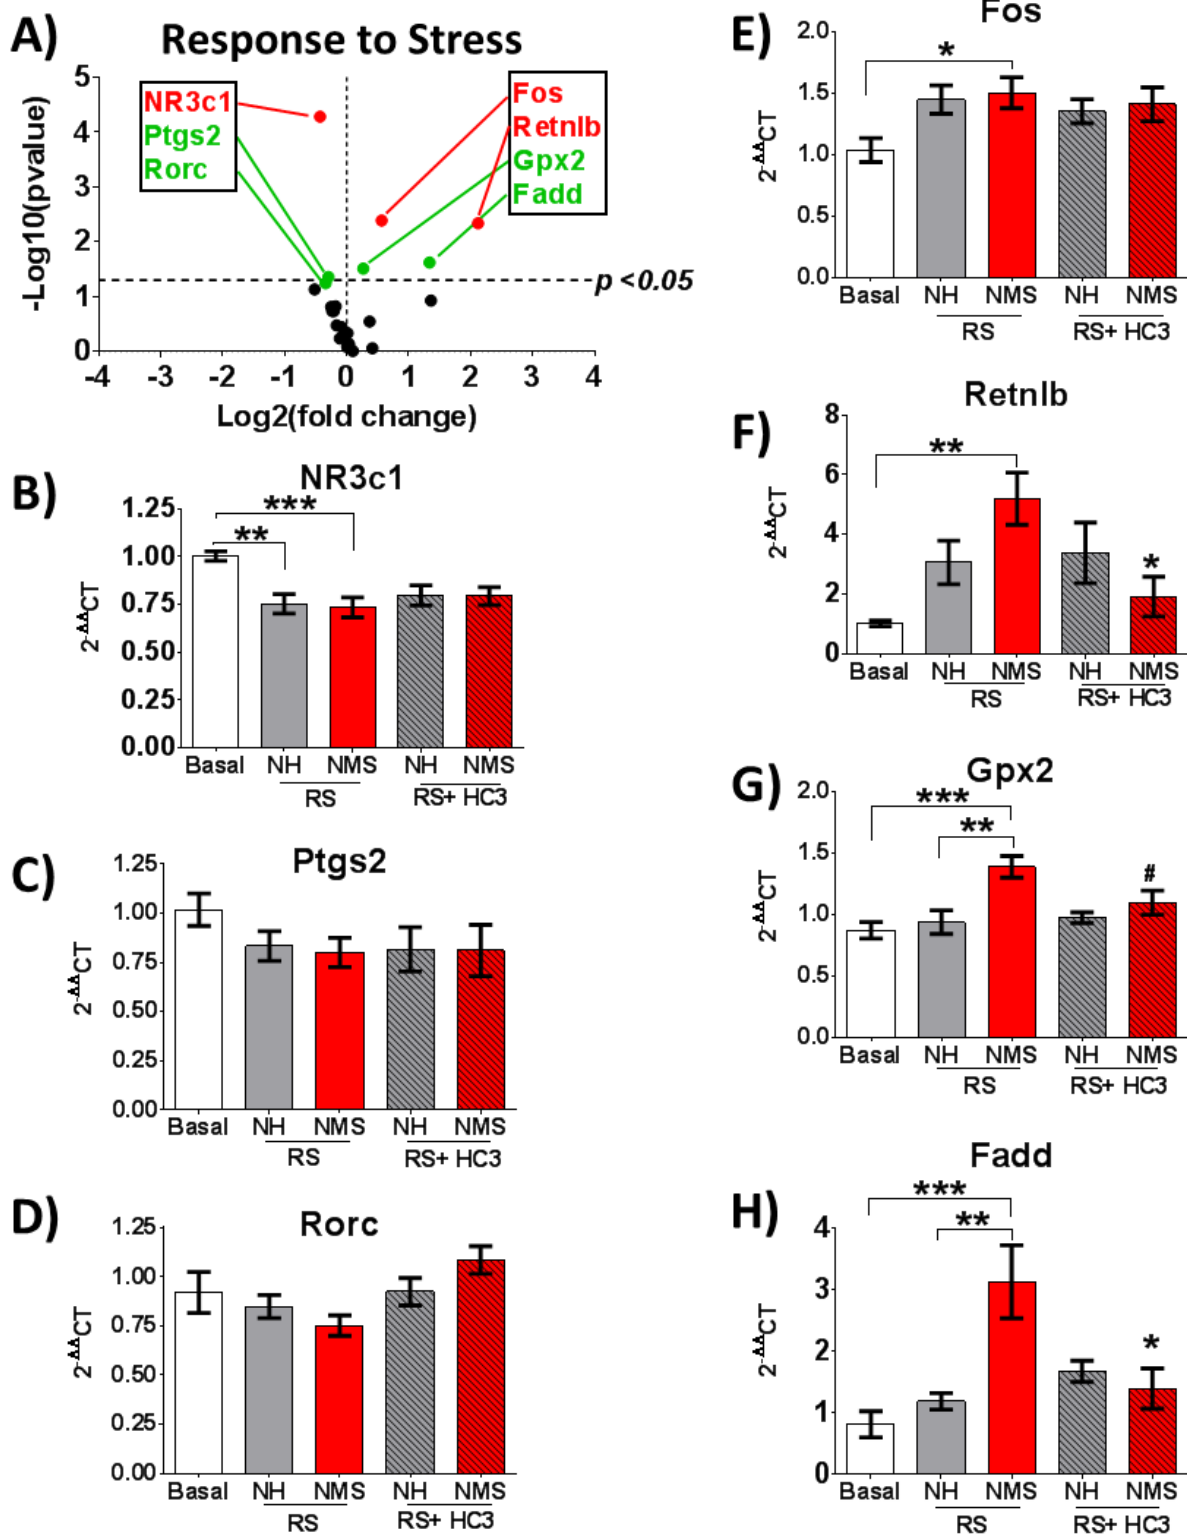 A)
Response to Stress
-Log10(pvalue)
5
4
3
2
1
0
NR3c1
Ptgs2
Rorc
Fos
Retnlb
Gpx2
Fadd
p <0.05
-4 -3 -2 -1 0 1 2 3 4
Log2(fold change)
B)
NR3c1
2-ΔΔCT
1.25
1.00
0.75
0.50
0.25
0.00
***
**
Basal NH NMS NH NMS
RS RS+ HC3
C)
Ptgs2
2-ΔΔCT
1.25
1.00
0.75
0.50
0.25
0.00
Basal NH NMS NH NMS
RS RS+ HC3
D)
Rorc
2-ΔΔCT
1.25
1.00
0.75
0.50
0.25
0.00
Basal NH NMS NH NMS
RS RS+ HC3
E)
Fos
2-ΔΔCT
2.0
1.5
1.0
0.5
0.0
*
Basal NH NMS NH NMS
RS RS+ HC3
F)
Retnlb
2-ΔΔCT
8
6
4
2
0
**
*
Basal NH NMS NH NMS
RS RS+ HC3
G)
Gpx2
2-ΔΔCT
2.0
1.5
1.0
0.5
0.0
***
**
#
Basal NH NMS NH NMS
RS RS+ HC3
H)
Fadd
2-ΔΔCT
4
3
2
1
0
***
**
*
Basal NH NMS NH NMS
RS RS+ HC3